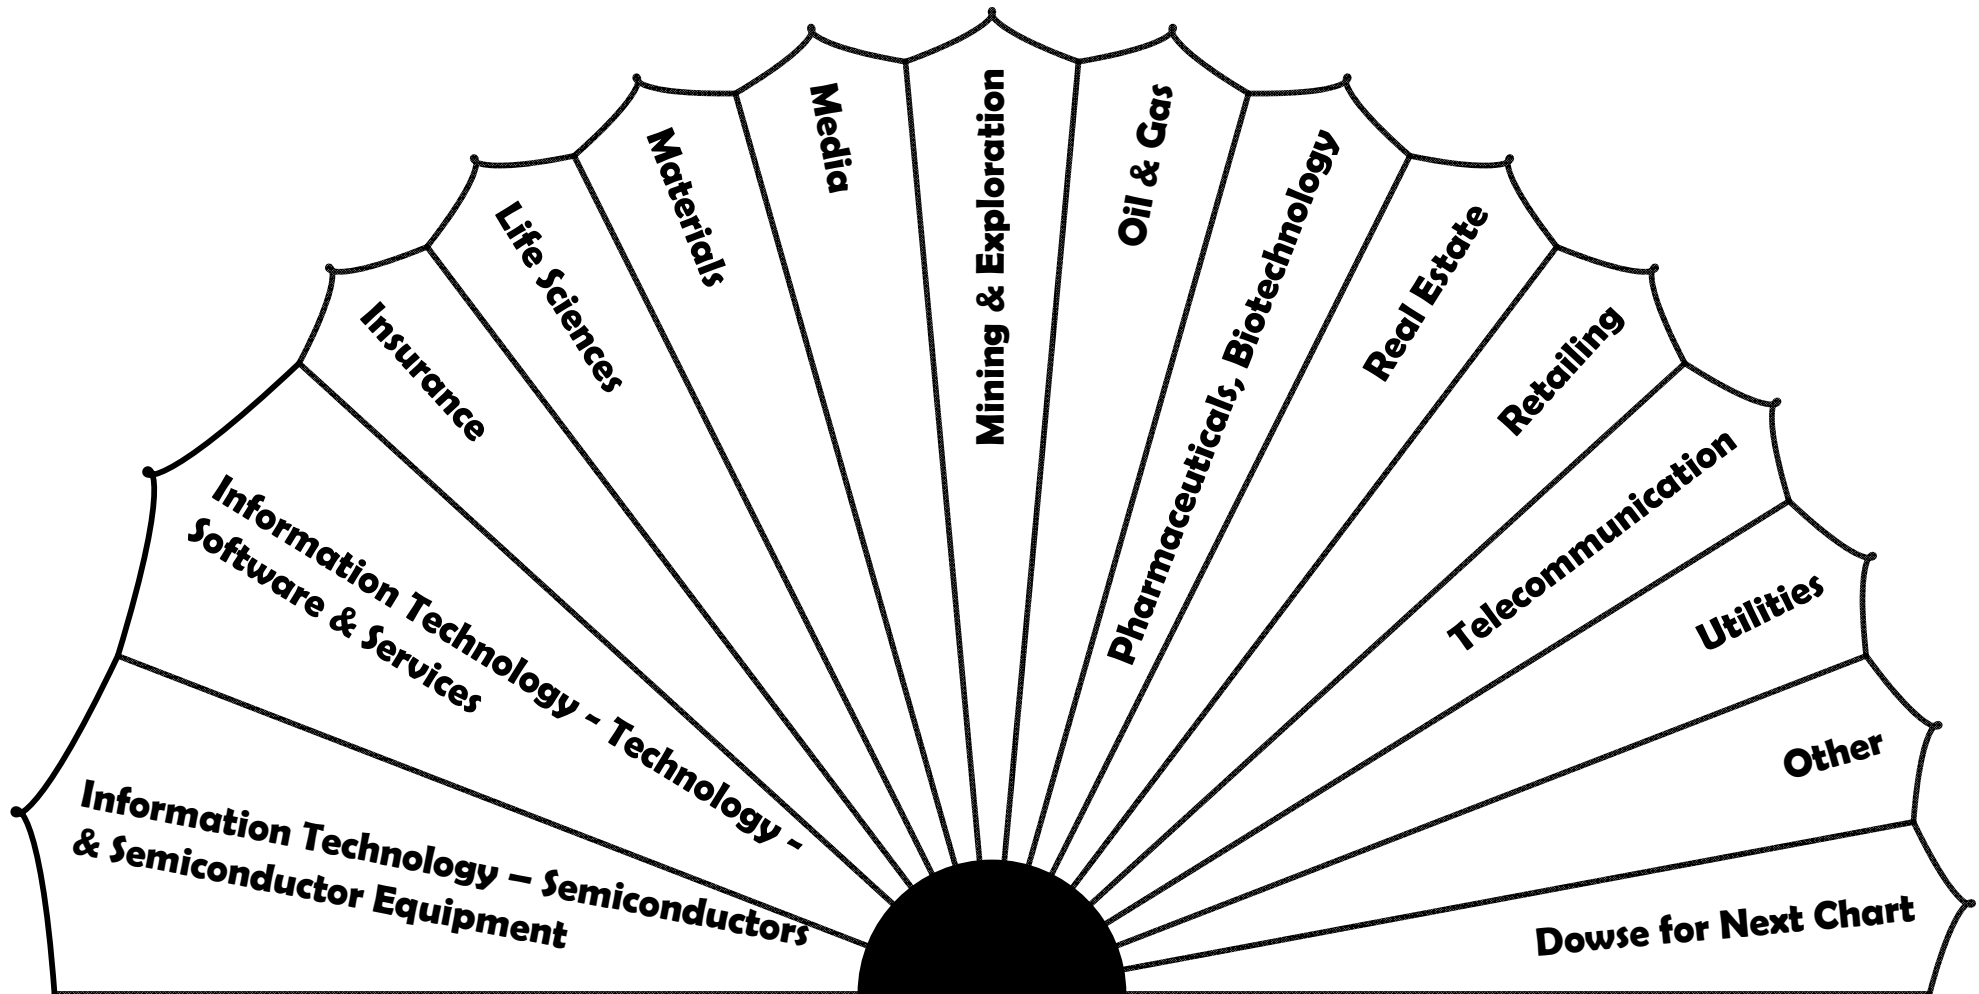 Information Technology – Semiconductors
& Semiconductor Equipment
Information Technology - Technology -
Software & Services
Insurance
Life Sciences
Materials
Media
Mining & Exploration
Oil & Gas
Pharmaceuticals, Biotechnology
Real Estate
Retailing
Telecommunication
Utilities
Other
Dowse for Next Chart